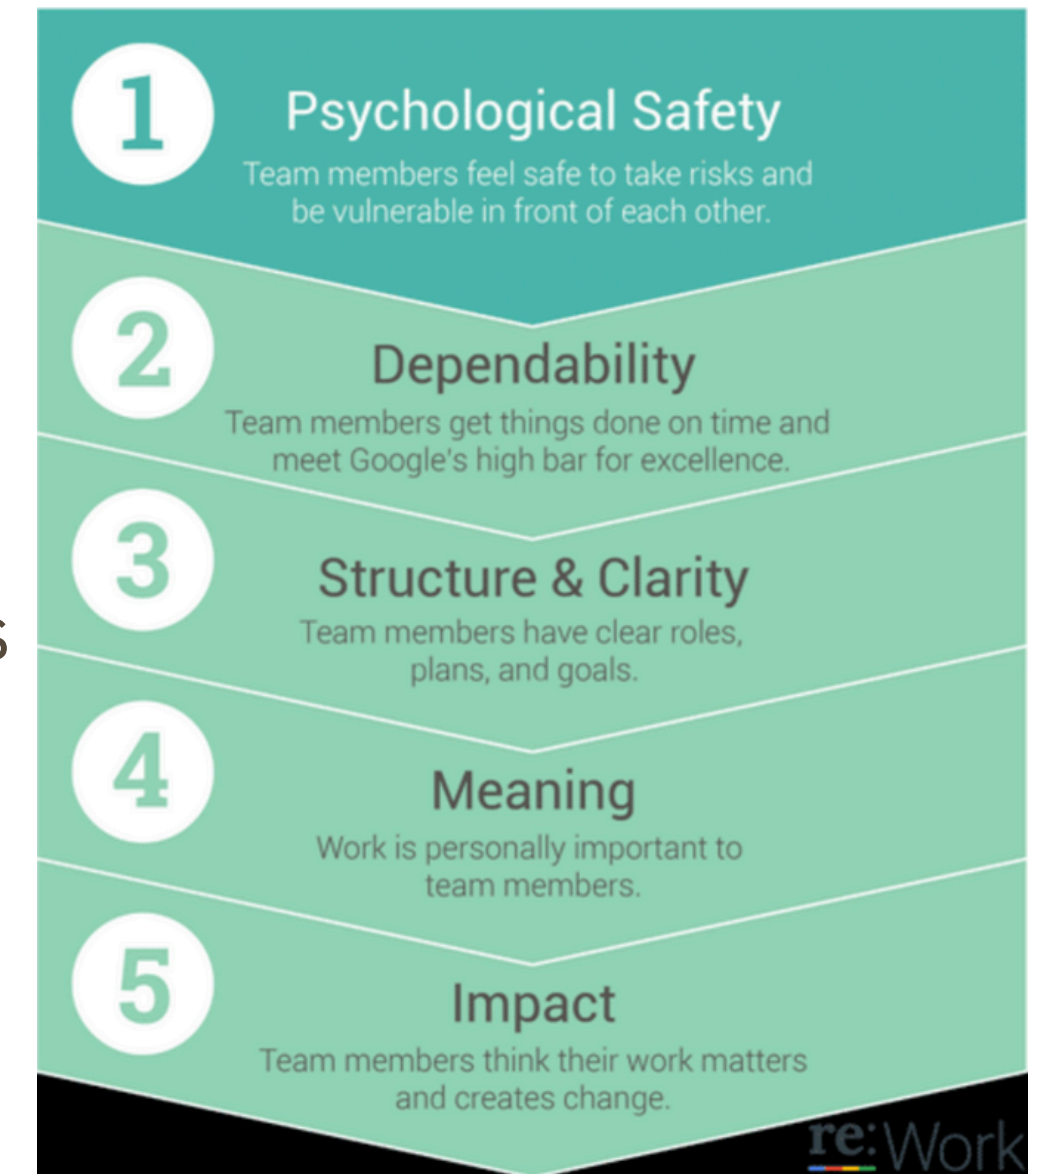 1
Psychological Safety
Team members feel safe to take risks and
be vulnerable in front of each other.
2
Dependability
Team members get things done on time and
meet Google's high bar for excellence.
3
Structure & Clarity
Team members have clear roles,
plans, and goals.
s
4
Meaning
Work is personally important to
team members.
5
Impact
Team members think their work matters
and creates change.
re:Work